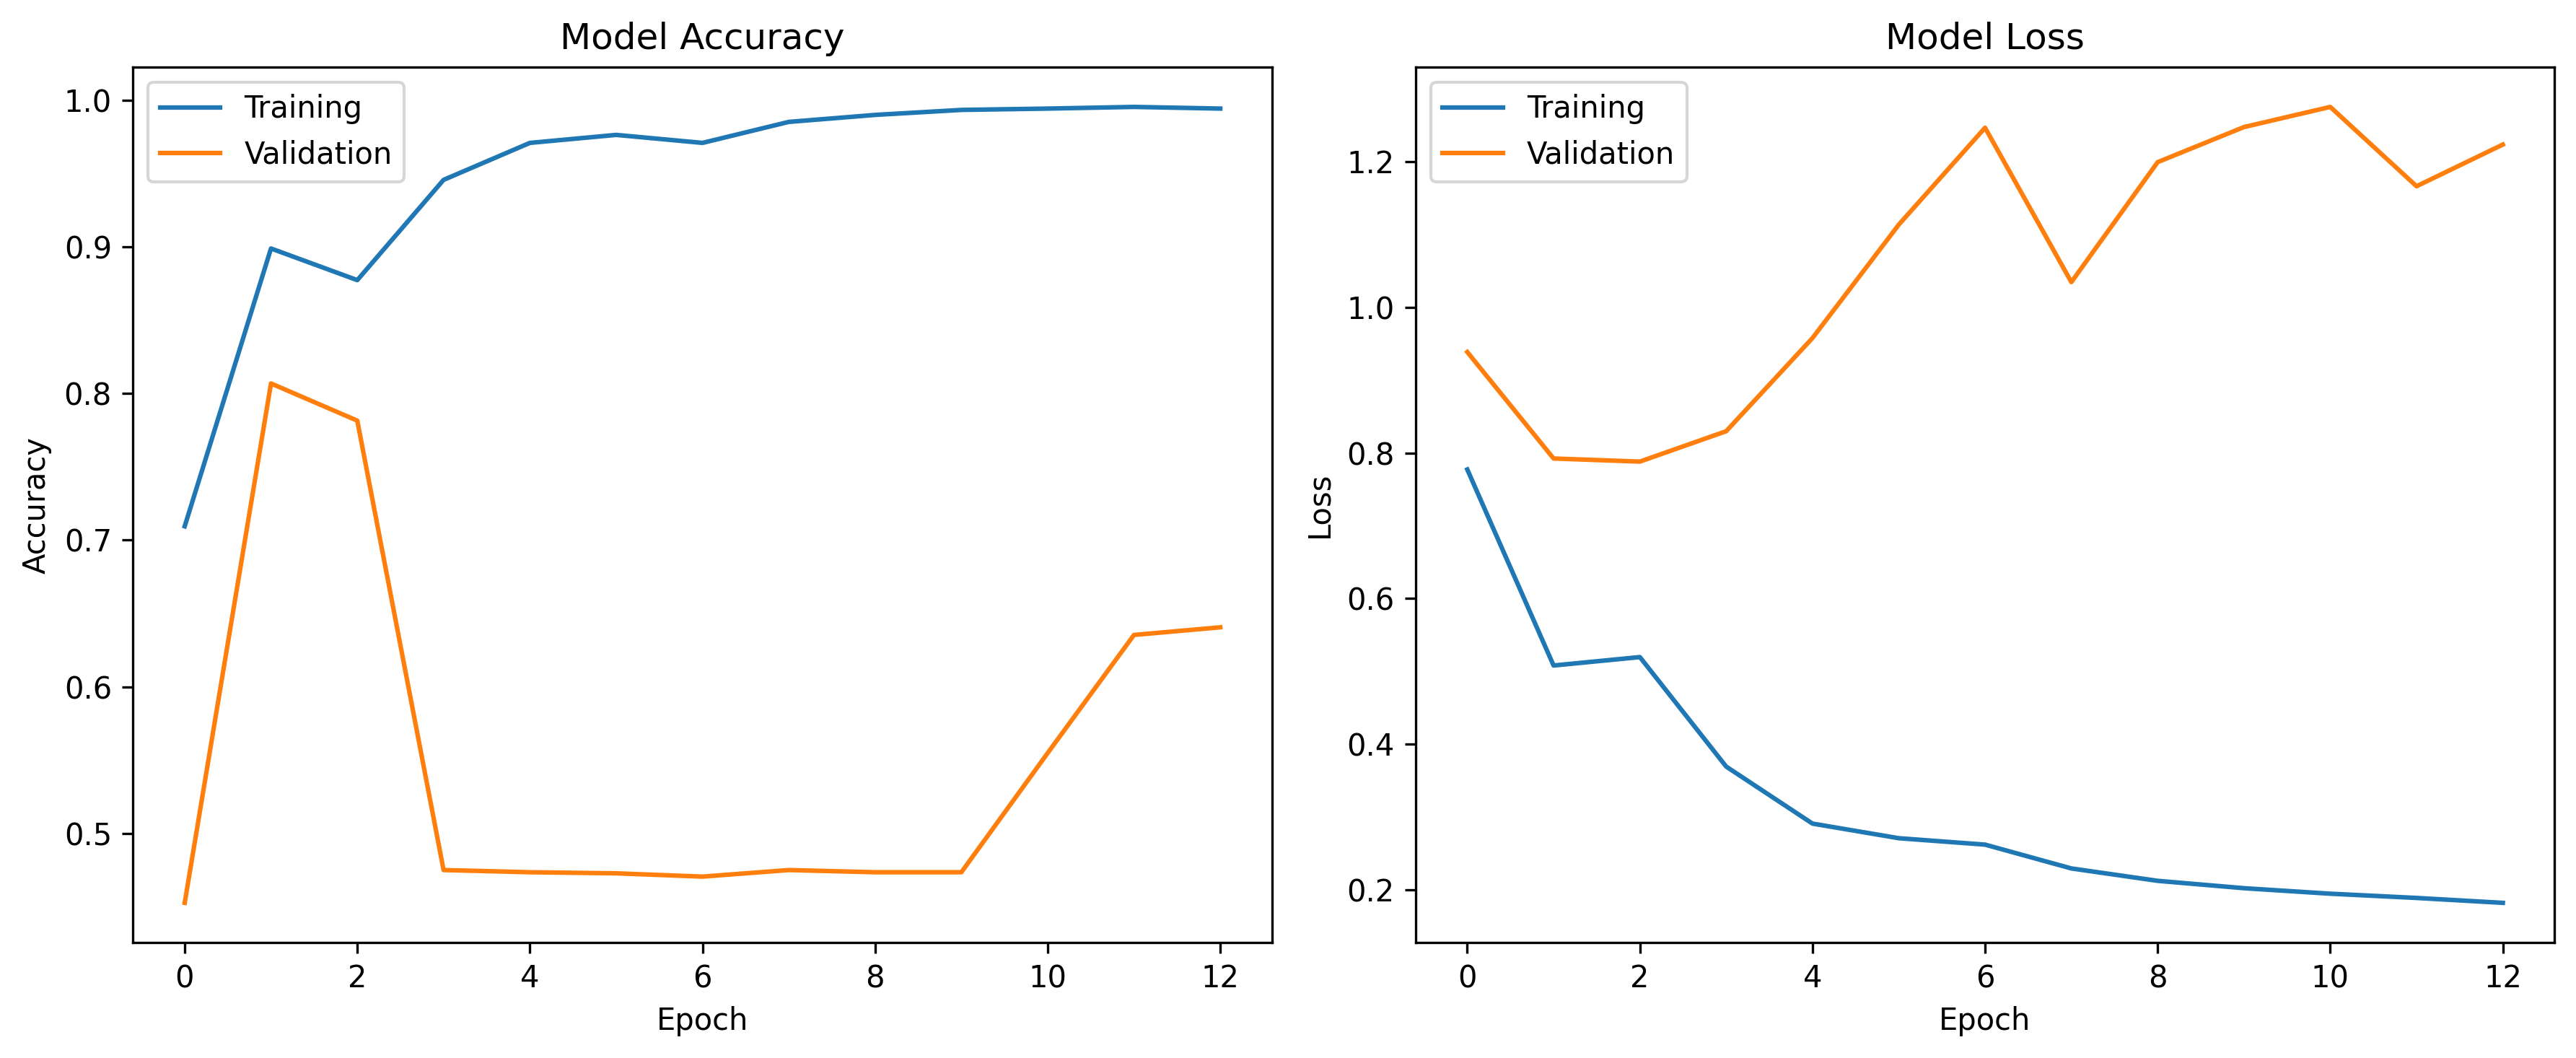 Model Accuracy
Training
Validation
1.0
0.9
0.8
0.7
0.6
0.5
Accuracy
0 2 4 6 8 10 12
Epoch
Model Loss
Training
Validation
1.2
1.0
0.8
0.6
0.4
0.2
Loss
0 2 4 6 8 10 12
Epoch